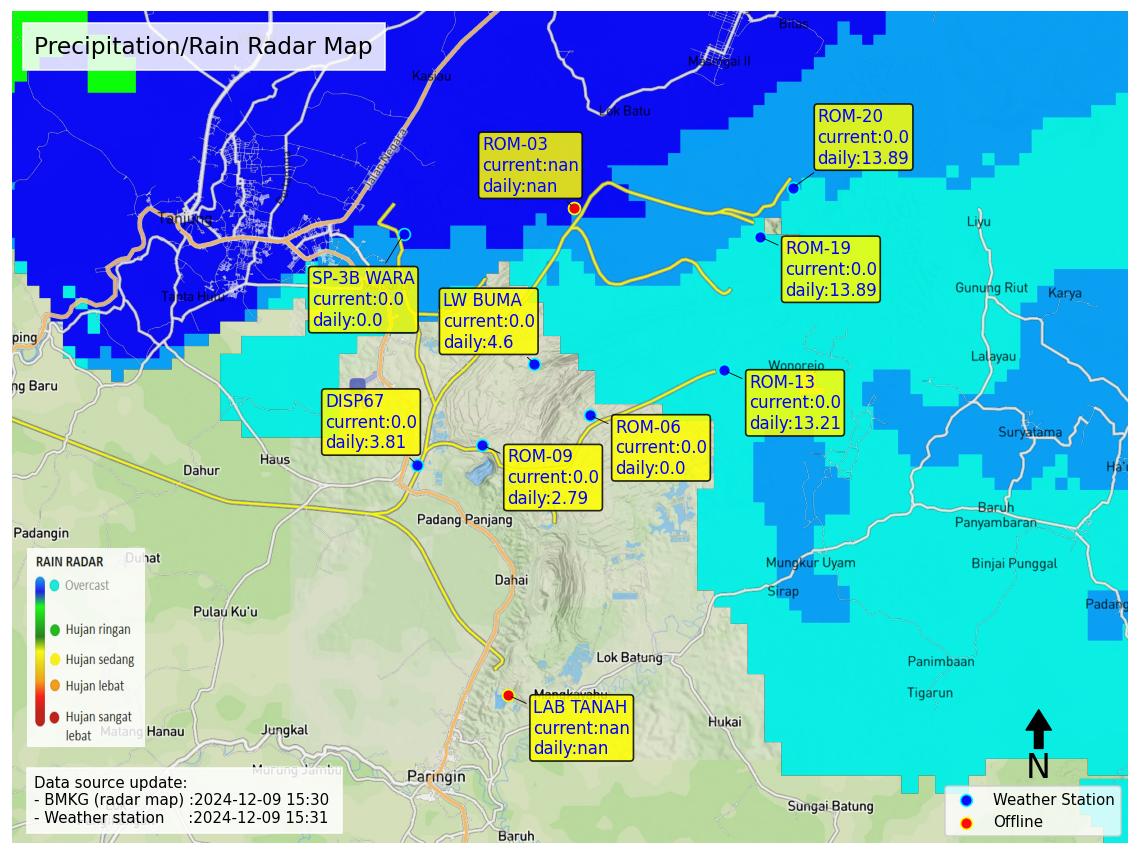 Precipitation/Rain Radar Map
Bilas
Masingai II
Kasiau
Lok Batu
Jalan Negara
ROM-20
current:0.0
daily:13.89
ROM-03
current:nan
daily:nan
Tanjung
Liyu
ROM-19
current:0.0
daily:13.89
SP-3B WARA
current:0.0
daily:0.0
LW BUMA
current:0.0
daily:4.6
Gunung Riut
Karya
Tanta Hulu
ping
Lalayau
Wonorejo
ng Baru
ROM-13
current:0.0
daily:13.21
DISP67
current:0.0
daily:3.81
ROM-06
current:0.0
daily:0.0
Suryatama
ROM-09
current:0.0
daily:2.79
Haus
Dahur
Baruh
Panyambaran
Padang Panjang
Padangin
Duhat
Mungkur Uyam
Binjai Punggal
Dahai
Sirap
Padang
Pulau Ku'u
RAIN RADAR
Overcast
Hujan ringan
Hujan sedang
Hujan lebat
Hujan sangat
lebat
Lok Batung
Panimbaan
Tigarun
Mangkayahu
LAB TANAH
current:nan
daily:nan
Hukai
Matang Hanau
Jungkal
Murung Jambu
Paringin
N
Data source update:
- BMKG (radar map) :2024-12-09 15:30
- Weather station :2024-12-09 15:31
Sungai Batung
Baruh
Weather Station
Offline